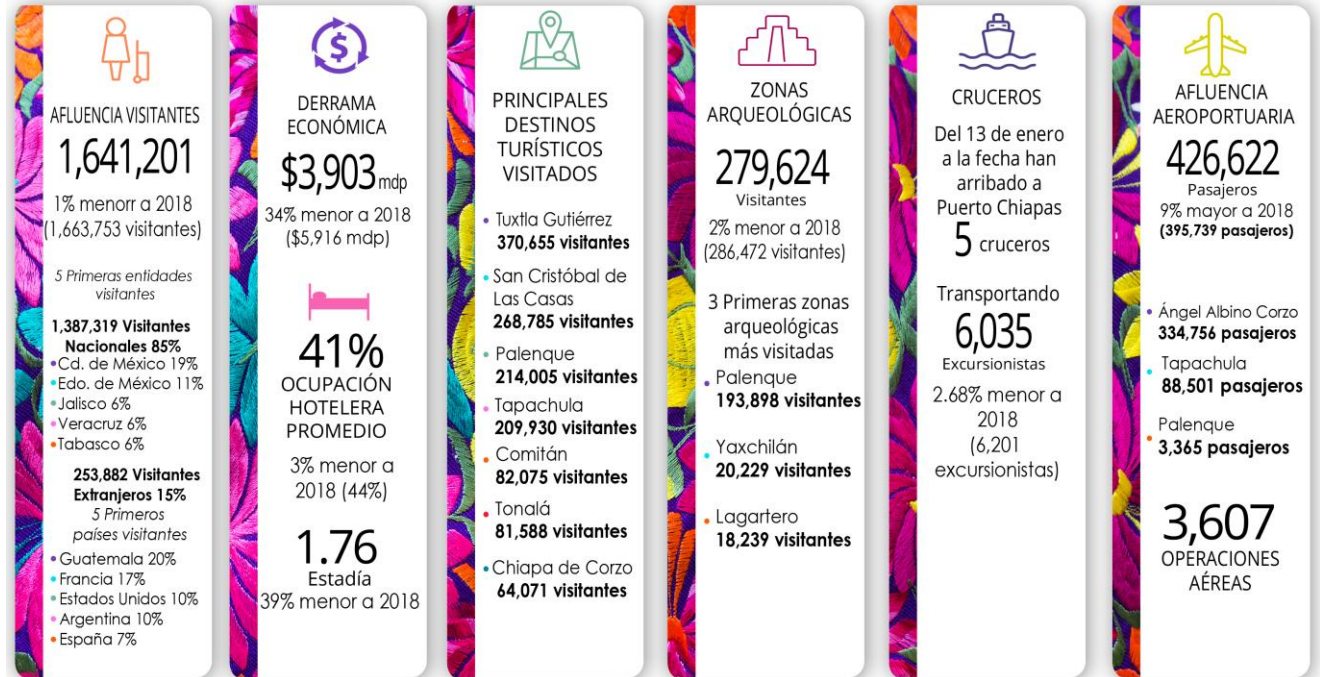 AFLUENCIA VISITANTES
1,641,201
1% menorr a 2018
(1,663,753 visitantes)
5 Primeras entidades
visitantes
1,387,319 Visitantes
Nacionales 85%
•Cd. de México 19%
•Edo. de México 11%
•Jalisco 6%
•Veracruz 6%
•Tabasco 6%
253,882 Visitantes
Extranjeros 15%
5 Primeros
países visitantes
• Guatemala 20%
• Francia 17%
• Estados Unidos 10%
• Argentina 10%
• España 7%
$
DERRAMA
ECONÓMICA
$3,903 mdp
34% menor a 2018
($5,916 mdp)
41%
OCUPACIÓN
HOTELERA
PROMEDIO
3% menor a
2018 (44%)
1.76
Estadía
39% menor a 2018
PRINCIPALES
DESTINOS
TURÍSTICOS
VISITADOS
• Tuxtla Gutiérrez
370,655 visitantes
• San Cristóbal de
Las Casas
268,785 visitantes
• Palenque
214,005 visitantes
• Tapachula
209,930 visitantes
• Comitán
82,075 visitantes
• Tonalá
81,588 visitantes
• Chiapa de Corzo
64,071 visitantes
ZONAS
ARQUEOLÓGICAS
279,624
Visitantes
2% menor a 2018
(286,472 visitantes)
3 Primeras zonas
arqueológicas
más visitadas
• Palenque
193,898 visitantes
• Yaxchilán
20,229 visitantes
• Lagartero
18,239 visitantes
CRUCEROS
Del 13 de enero
a la fecha han
arribado a
Puerto Chiapas
5 cruceros
Transportando
6,035
Excursionistas
2.68% menor a
2018
(6,201
excursionistas)
AFLUENCIA
AEROPORTUARIA
426,622
Pasajeros
9% mayor a 2018
(395,739 pasajeros)
• Ángel Albino Corzo
334,756 pasajeros
• Tapachula
88,501 pasajeros
• Palenque
3,365 pasajeros
3,607
OPERACIONES
AÉREAS